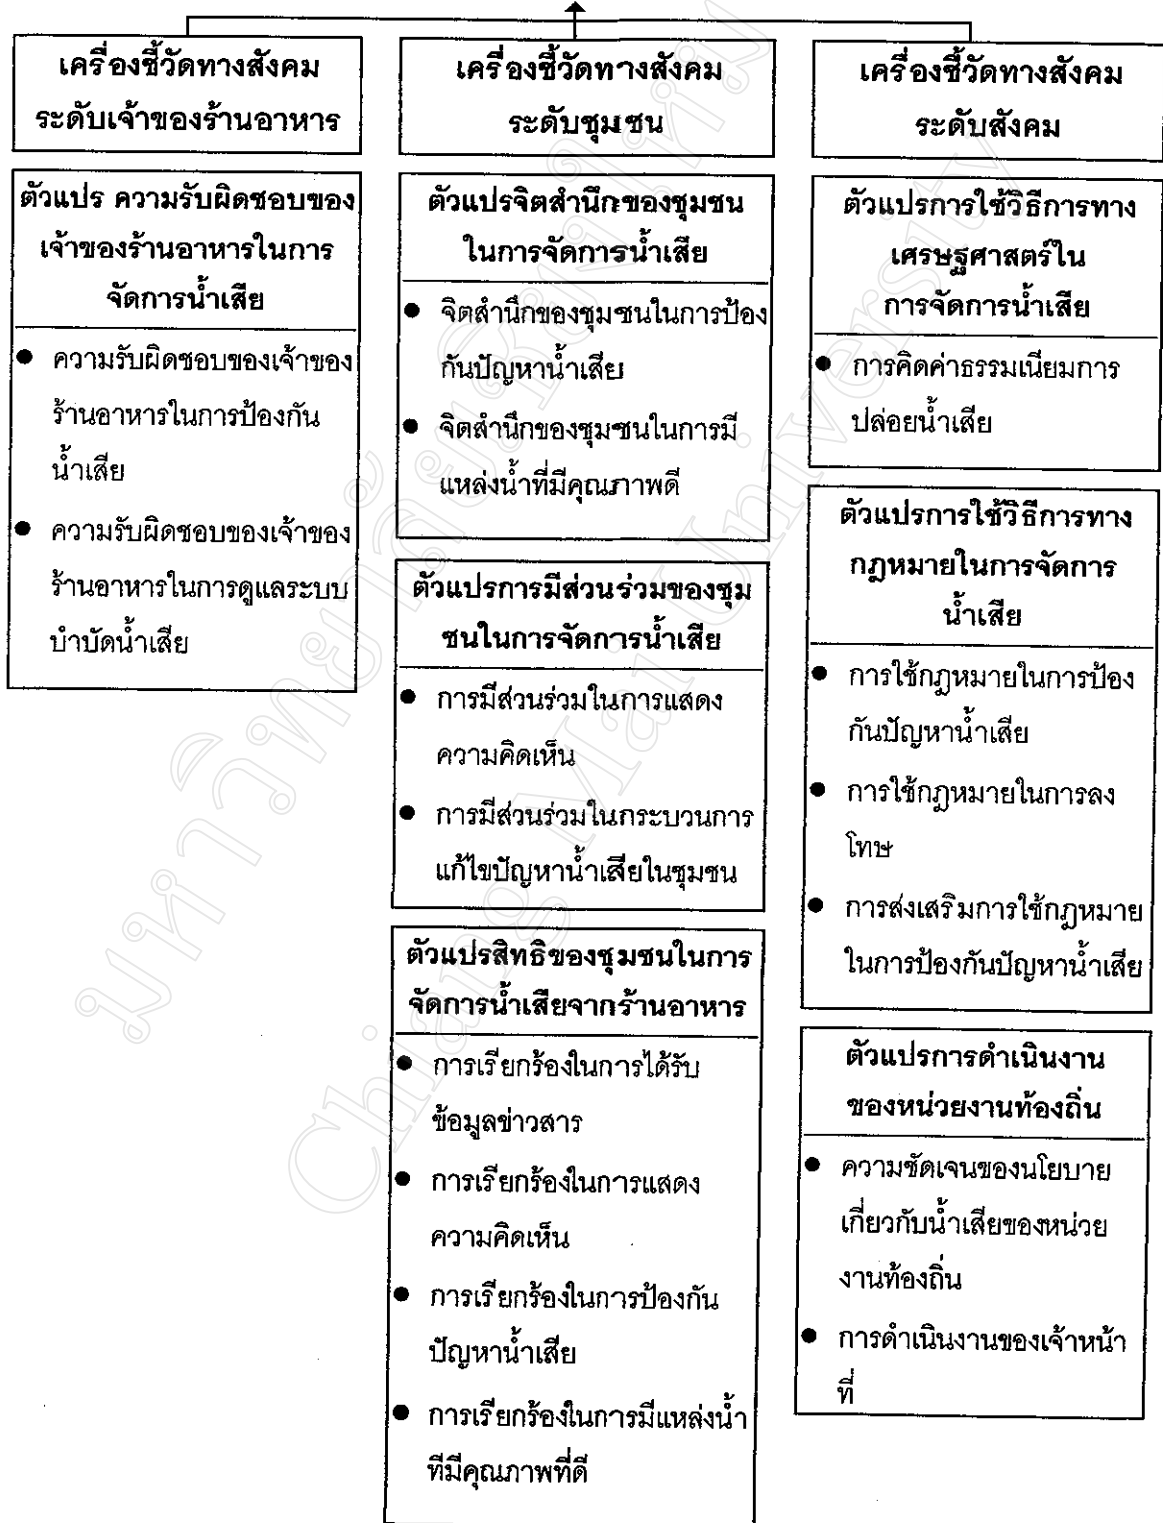 เครื่องชี้วัดทางสังคม
ระดับเจ้าของร้านอาหาร
ตัวแปร ความรับผิดชอบของ
เจ้าของร้านอาหารในการ
จัดการน้ำเสีย
● ความรับผิดชอบของเจ้าของ
ร้านอาหารในการป้องกัน
น้ำเสีย
● ความรับผิดชอบของเจ้าของ
ร้านอาหารในการดูแลระบบ
บำบัดน้ำเสีย
เครื่องชี้วัดทางสังคม
ระดับชุมชน
ตัวแปรจิตสำนึกของชุมชน
ในการจัดการน้ำเสีย
● จิตสำนึกของชุมชนในการป้อง
กันปัญหาน้ำเสีย
● จิตสำนึกของชุมชนในการมี
แหล่งน้ำที่มีคุณภาพดี
ตัวแปรการมีส่วนร่วมของชุม
ชนในการจัดการน้ำเสีย
● การมีส่วนร่วมในการแสดง
ความคิดเห็น
● การมีส่วนร่วมในกระบวนการ
แก้ไขปัญหาน้ำเสียในชุมชน
ตัวแปรสิทธิของชุมชนในการ
จัดการน้ำเสียจากร้านอาหาร
● การเรียกร้องในการได้รับ
ข้อมูลข่าวสาร
● การเรียกร้องในการแสดง
ความคิดเห็น
● การเรียกร้องในการป้องกัน
ปัญหาน้ำเสีย
● การเรียกร้องในการมีแหล่งน้ำ
ทีมีคุณภาพที่ดี
เครื่องชี้วัดทางสังคม
ระดับสังคม
ตัวแปรการใช้วิธีการทาง
เศรษฐศาสตร์ใน
การจัดการน้ำเสีย
● การคิดค่าธรรมเนียมการ
ปล่อยน้ำเสีย
ตัวแปรการใช้วิธีการทาง
กฎหมายในการจัดการ
น้ำเสีย
● การใช้กฎหมายในการป้อง
กันปัญหาน้ำเสีย
● การใช้กฎหมายในการลง
โทษ
● การส่งเสริมการใช้กฎหมาย
ในการป้องกันปัญหาน้ำเสีย
ตัวแปรการดำเนินงาน
ของหน่วยงานท้องถิ่น
● ความชัดเจนของนโยบาย
เกี่ยวกับน้ำเสียของหน่วย
งานท้องถิ่น
● การดำเนินงานของเจ้าหน้า
ที่
มหาวิทยาลัยเชียงใหม่
Chiang Mai University